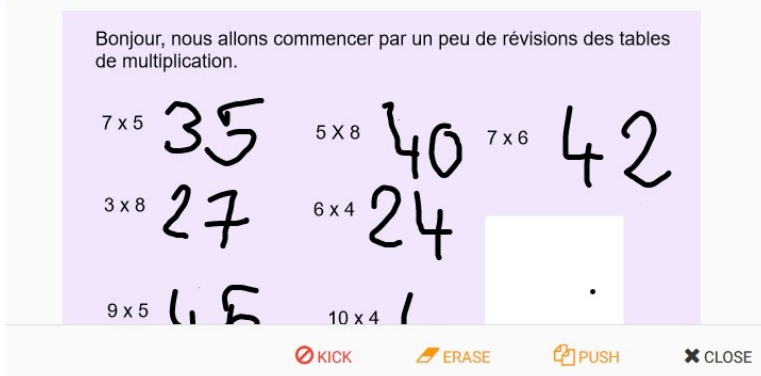 Bonjour, nous allons commencer par un peu de révisions des tables
de multiplication.
7 x 5 35 5 X 8 40 7 x 6 42
3 x 8 27 6 x 4 24
9 x 5 45 10 x 4
KICK ERASE PUSH CLOSE